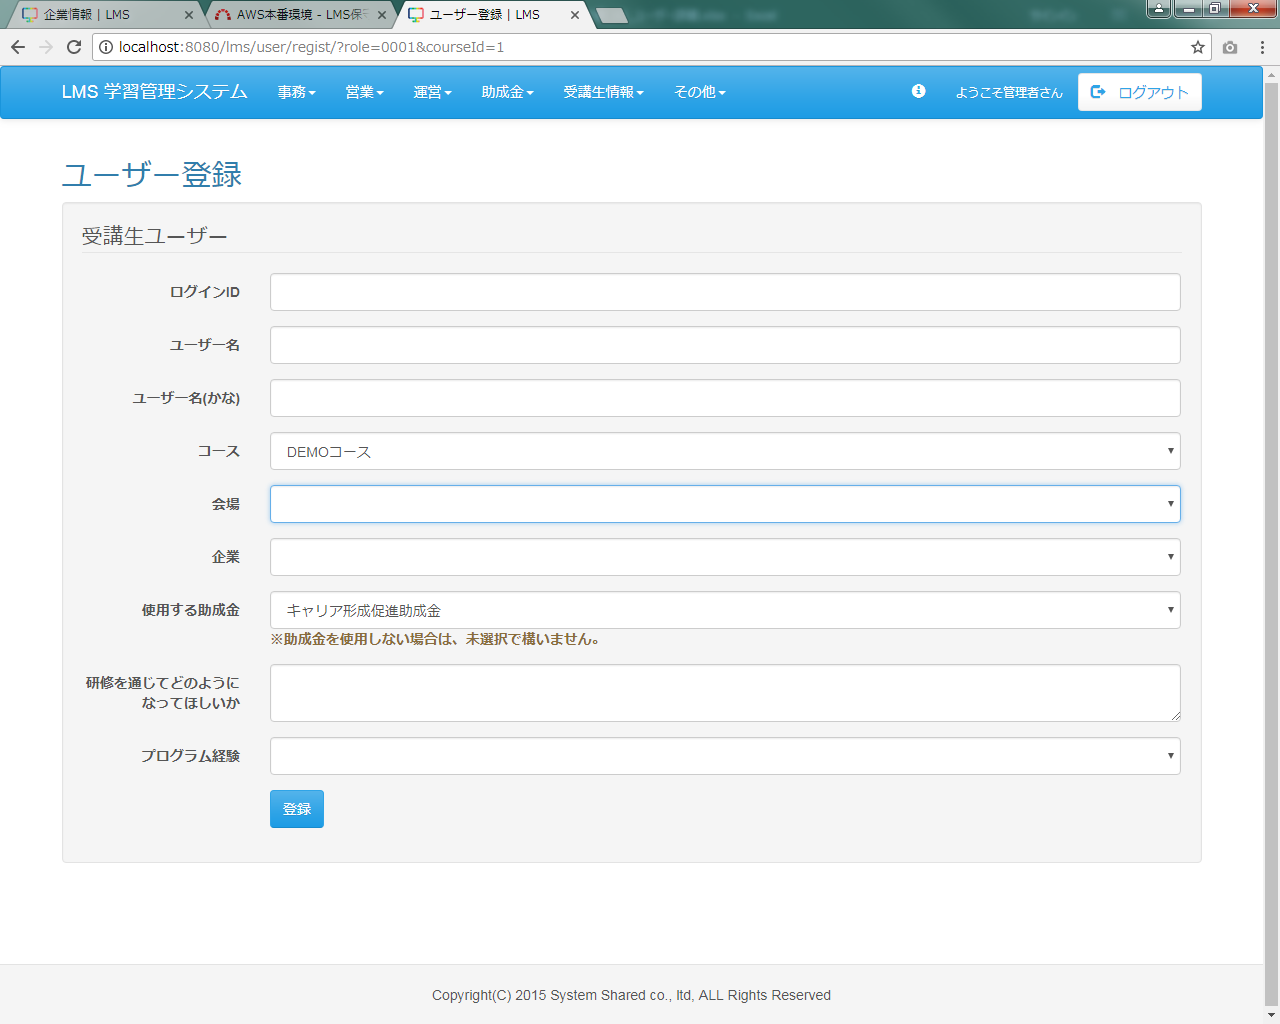 企業情報 | LMS
AWS本番環境 - LMS保守
ユーザー登録 | LMS
localhost:8080/lms/user/regist/?role=0001&courseId=1
LMS 学習管理システム 事務 営業 運営 助成金 受講生情報 その他 ようこそ管理者さん ログアウト
ユーザー登録
受講生ユーザー
ログインID
ユーザー名
ユーザー名(かな)
コース DEMOコース
会場
企業
使用する助成金 キャリア形成促進助成金
※助成金を使用しない場合は、未選択で構いません。
研修を通じてどのように
なってほしいか
プログラム経験
登録
Copyright(C) 2015 System Shared co., ltd, ALL Rights Reserved